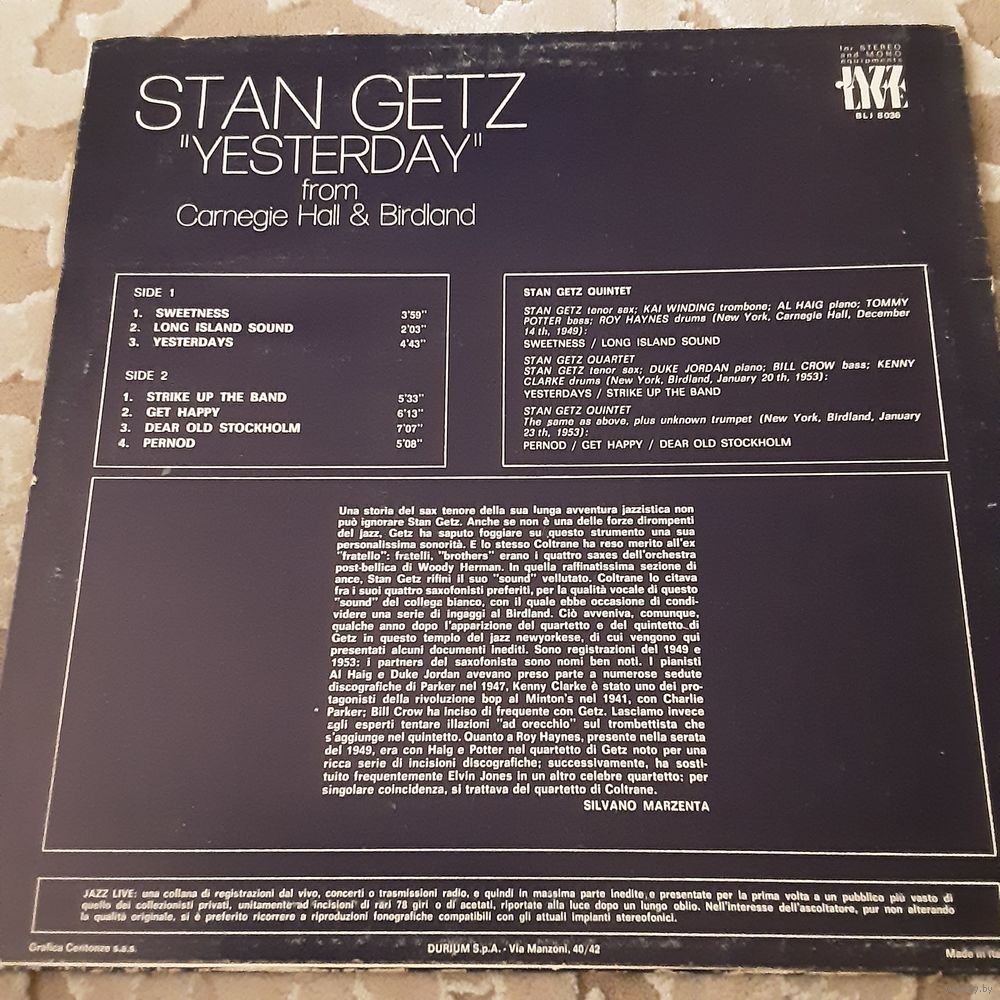 for STEREO
and MONO
equipments
JAZZ
LIVE
BLJ 8036
STAN GETZ
"YESTERDAY"
from
Carnegie Hall & Birdland
SIDE 1
1. SWEETNESS 3'59"
2. LONG ISLAND SOUND 2'03"
3. YESTERDAYS 4'43"
SIDE 2
1. STRIKE UP THE BAND 5'33"
2. GET HAPPY 6'13"
3. DEAR OLD STOCKHOLM 7'07"
4. PERNOD 5'08"
STAN GETZ QUINTET
STAN GETZ tenor sax; KAI WINDING trombone; AL HAIG piano; TOMMY
POTTER bass; ROY HAYNES drums (New York, Carnegie Hall, December
14 th, 1949):
SWEETNESS / LONG ISLAND SOUND
STAN GETZ QUARTET
STAN GETZ tenor sax; DUKE JORDAN piano; BILL CROW bass; KENNY
CLARKE drums (New York, Birdland, January 20 th, 1953):
YESTERDAYS / STRIKE UP THE BAND
STAN GETZ QUINTET
The same as above, plus unknown trumpet (New York, Birdland, January
23 th, 1953):
PERNOD / GET HAPPY / DEAR OLD STOCKHOLM
Una storia del sax tenore della sua lunga avventura jazzistica non
può ignorare Stan Getz. Anche se non è una delle forze dirompenti
del jazz, Getz ha saputo foggiare su questo strumento una sua
personalissima sonorità. E lo stesso Coltrane ha reso merito all'ex
"fratello": fratelli, "brothers" erano i quattro saxes dell'orchestra
post-bellica di Woody Herman. In quella raffinatissima sezione di
ance, Stan Getz rifinì il suo "sound" vellutato. Coltrane lo citava
fra i suoi quattro saxofonisti preferiti, per la qualità vocale di questo
"sound" del collega bianco, con il quale ebbe occasione di condi-
videre una serie di ingaggi al Birdland. Ciò avveniva, comunque,
qualche anno dopo l'apparizione del quartetto e del quintetto di
Getz in questo tempio del jazz newyorkese, di cui vengono qui
presentati alcuni documenti inediti. Sono registrazioni del 1949 e
1953: i partners del saxofonista sono nomi ben noti. I pianisti
Al Haig e Duke Jordan avevano preso parte a numerose sedute
discografiche di Parker nel 1947, Kenny Clarke è stato uno dei pro-
tagonisti della rivoluzione bop al Minton's nel 1941, con Charlie
Parker; Bill Crow ha inciso di frequente con Getz. Lasciamo invece
agli esperti tentare illazioni "ad orecchio" sul trombettista che
s'aggiunge nel quintetto. Quanto a Roy Haynes, presente nella serata
del 1949, era con Haig e Potter nel quartetto di Getz noto per una
ricca serie di incisioni discografiche; successivamente, ha sosti-
tuito frequentemente Elvin Jones in un altro celebre quartetto: per
singolare coincidenza, si trattava del quartetto di Coltrane.
SILVANO MARZENTA
JAZZ LIVE: una collana di registrazioni dal vivo, concerti o trasmissioni radio, e quindi in massima parte inedite e presentate per la prima volta a un pubblico più vasto di
quello dei collezionisti privati, unitamente ad incisioni di rari 78 giri o di acetati, riportate alla luce dopo un lungo oblio. Nell'interesse dell'ascoltatore, pur non alterando
la qualità originale, si è preferito ricorrere a riproduzioni fonografiche compatibili con gli attuali impianti stereofonici.
Grafica Centonze s.a.s. DURIUM S.p.A. - Via Manzoni, 40/42 Made in Ita